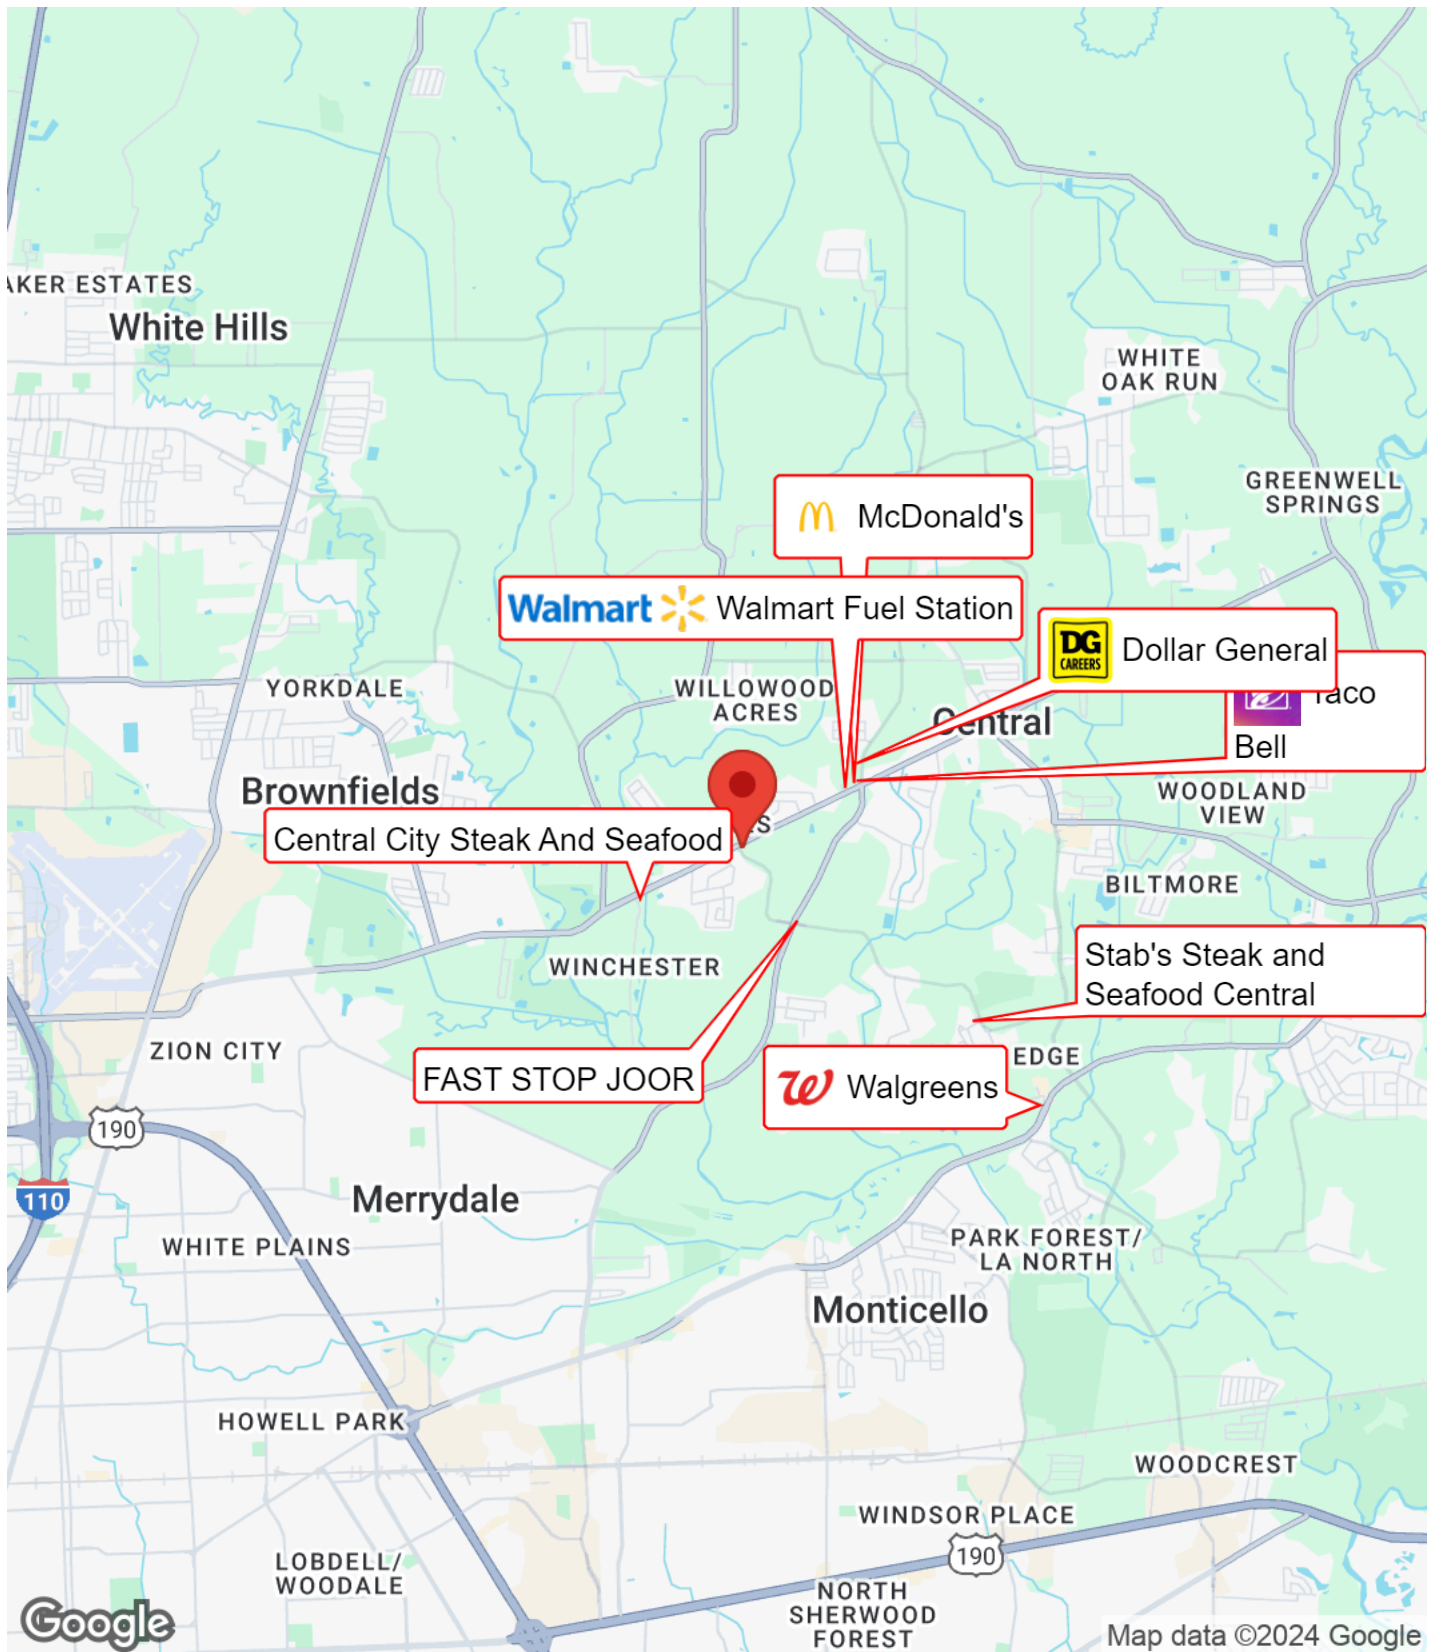 AKER ESTATES
White Hills
WHITE
OAK RUN
GREENWELL
SPRINGS
McDonald's
Walmart Walmart Fuel Station
DG
CAREERS
Dollar General
Taco
Bell
YORKDALE
WILLOWOOD
ACRES
Central
Brownfields
WOODLAND
VIEW
ES
Central City Steak And Seafood
BILTMORE
WINCHESTER
Stab's Steak and
Seafood Central
ZION CITY
EDGE
FAST STOP JOOR
Walgreens
190
110
Merrydale
WHITE PLAINS
PARK FOREST/
LA NORTH
Monticello
HOWELL PARK
WOODCREST
WINDSOR PLACE
190
LOBDELL/
WOODALE
NORTH
SHERWOOD
FOREST
Google
Map data ©2024 Google